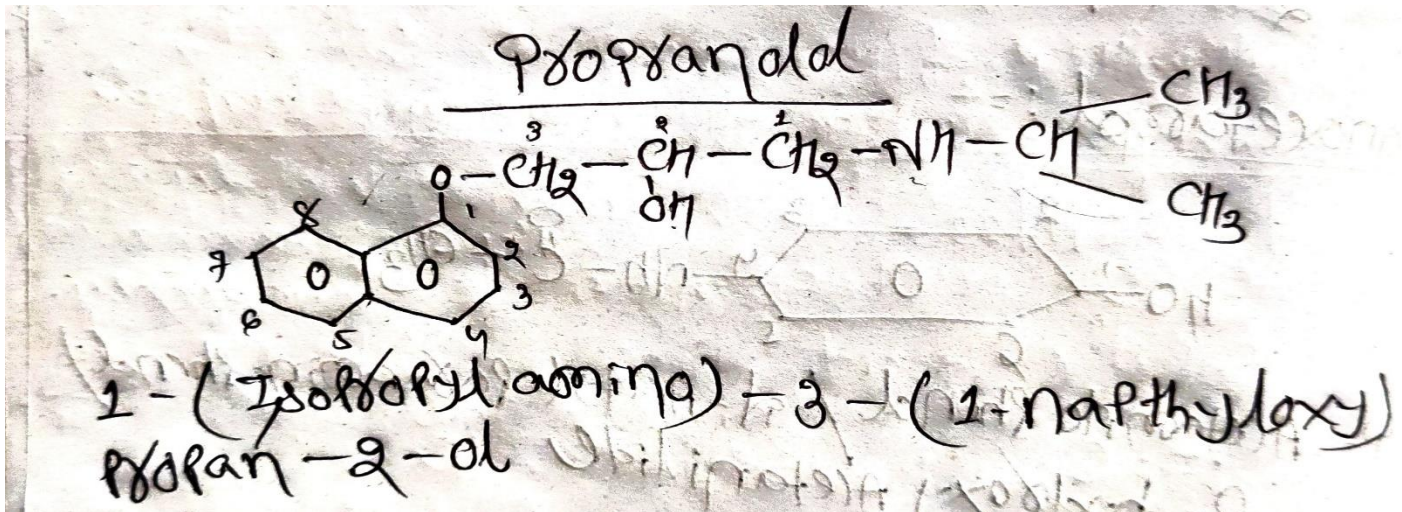 Propranolol
3 2 1
O-CH2-CH-CH2-NH-CH
CH3
CH3
OH
1
2
3
4
5
6
7
8
O O
1-(Isopropyl amino)-3-(1-napthyloxy)
propan-2-ol